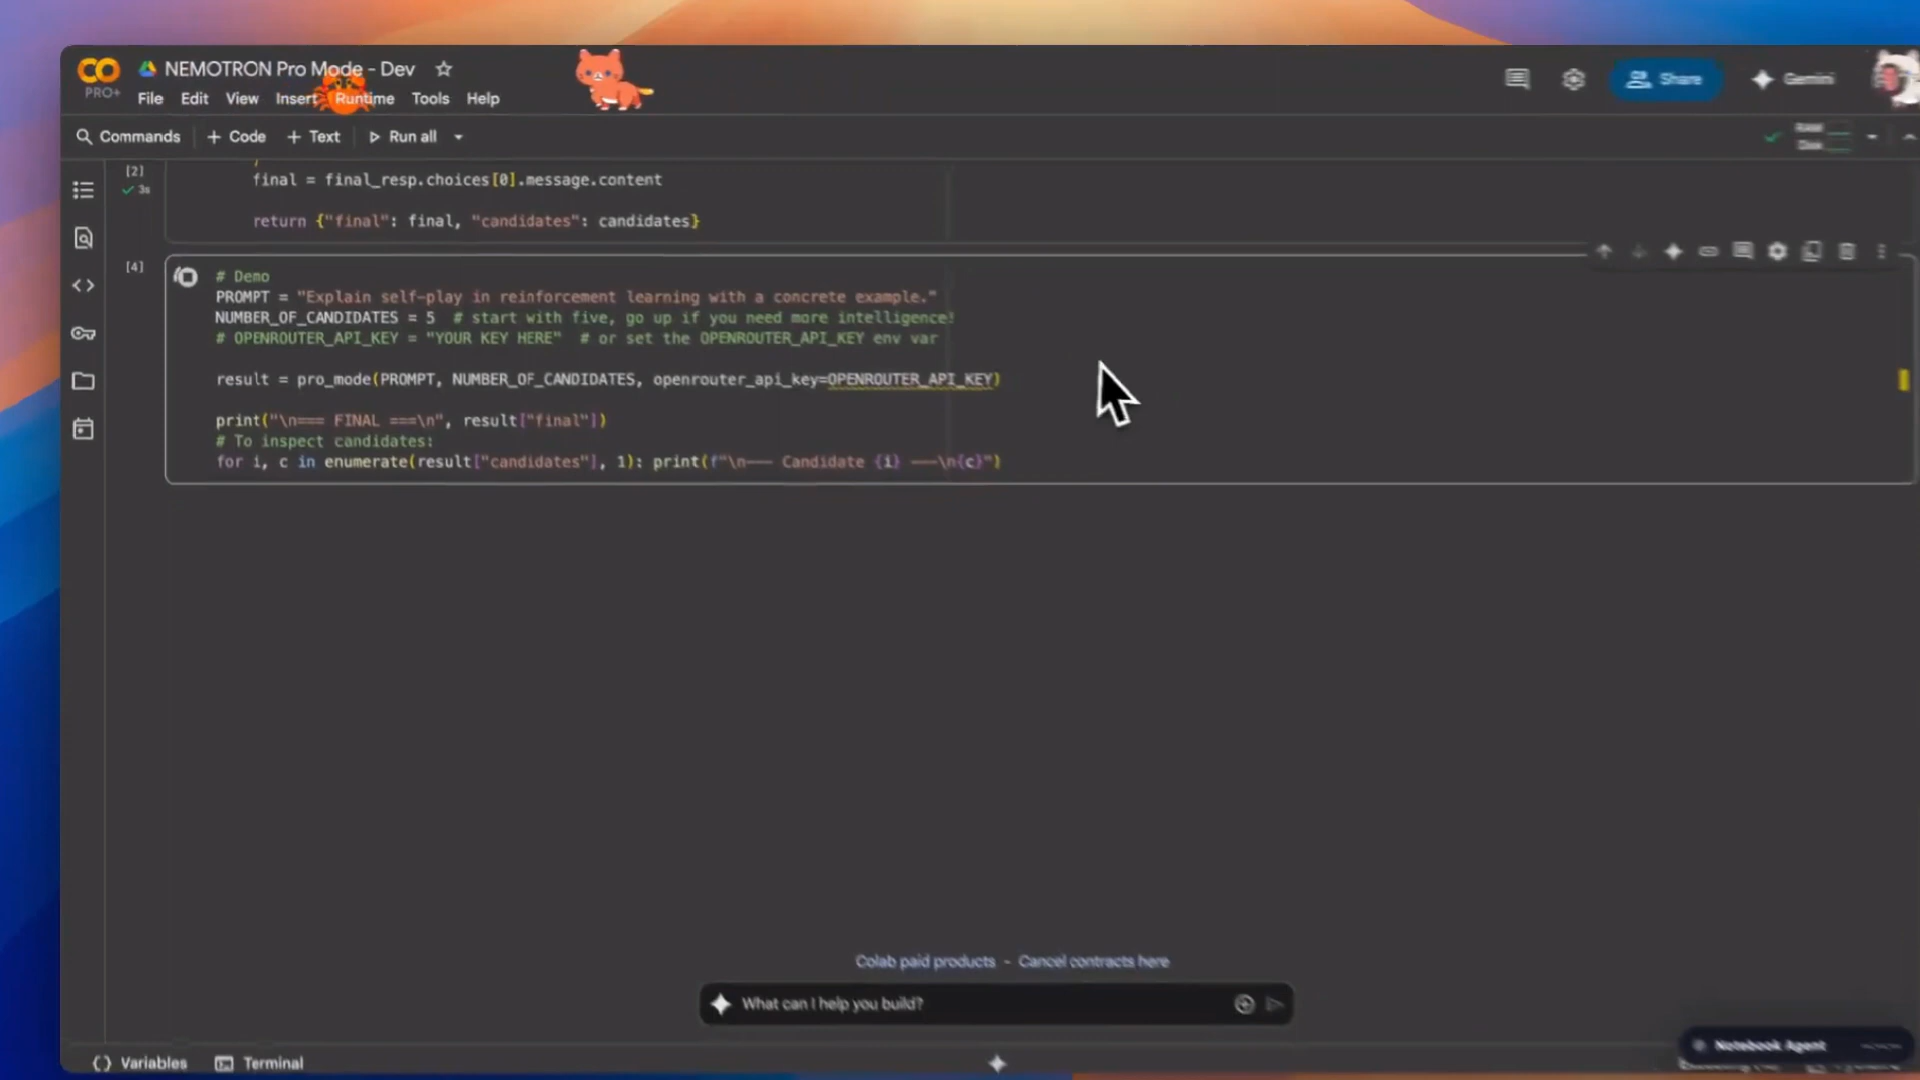 NEMOTRON Pro Mode - Dev
PRO+
File Edit View Insert Runtime Tools Help
Share
Gemini
Commands + Code + Text Run all
RAM
Disk
[2]
3s
final = final_resp.choices[0].message.content
return {"final": final, "candidates": candidates}
[4]
# Demo
PROMPT = "Explain self-play in reinforcement learning with a concrete example."
NUMBER_OF_CANDIDATES = 5 # start with five, go up if you need more intelligence!
# OPENROUTER_API_KEY = "YOUR KEY HERE" # or set the OPENROUTER_API_KEY env var
result = pro_mode(PROMPT, NUMBER_OF_CANDIDATES, openrouter_api_key=OPENROUTER_API_KEY)
print("\n=== FINAL ===\n", result["final"])
# To inspect candidates:
for i, c in enumerate(result["candidates"], 1): print(f"\n--- Candidate {i} ---\n{c}")
Colab paid products - Cancel contracts here
What can I help you build?
Notebook Agent
Variables Terminal